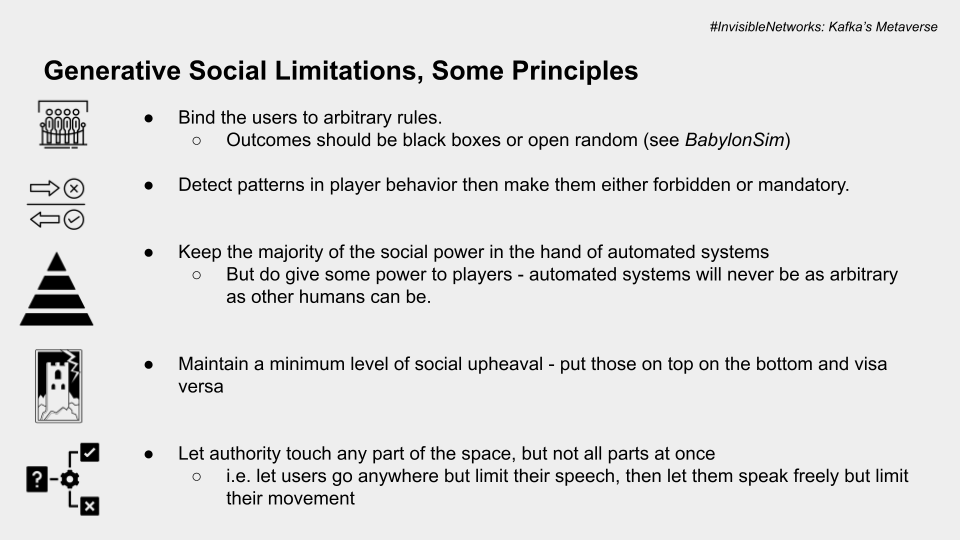 #InvisibleNetworks: Kafka's Metaverse
Generative Social Limitations, Some Principles
● Bind the users to arbitrary rules.
○ Outcomes should be black boxes or open random (see BabylonSim)
● Detect patterns in player behavior then make them either forbidden or mandatory.
● Keep the majority of the social power in the hand of automated systems
○ But do give some power to players - automated systems will never be as arbitrary
as other humans can be.
● Maintain a minimum level of social upheaval - put those on top on the bottom and visa
versa
● Let authority touch any part of the space, but not all parts at once
○ i.e. let users go anywhere but limit their speech, then let them speak freely but limit
their movement
?